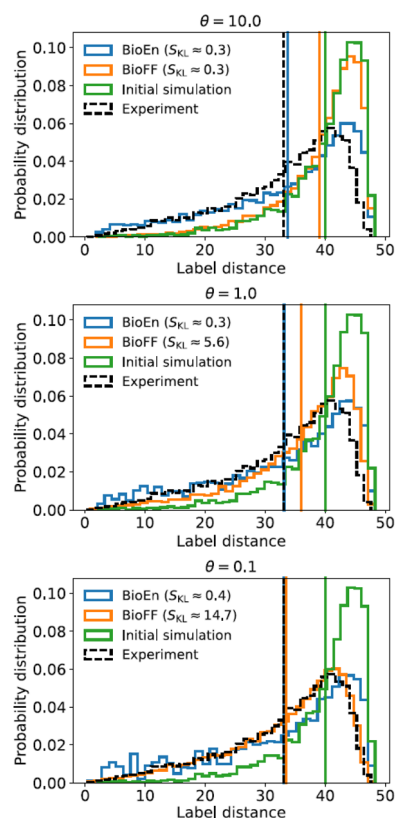 θ = 10.0
Probability distribution
0.10
0.08
0.06
0.04
0.02
0.00
BioEn (S_KL ≈ 0.3)
BioFF (S_KL ≈ 0.3)
Initial simulation
Experiment
0 10 20 30 40 50
Label distance
θ = 1.0
Probability distribution
0.10
0.08
0.06
0.04
0.02
0.00
BioEn (S_KL ≈ 0.3)
BioFF (S_KL ≈ 5.6)
Initial simulation
Experiment
0 10 20 30 40 50
Label distance
θ = 0.1
Probability distribution
0.10
0.08
0.06
0.04
0.02
0.00
BioEn (S_KL ≈ 0.4)
BioFF (S_KL ≈ 14.7)
Initial simulation
Experiment
0 10 20 30 40 50
Label distance